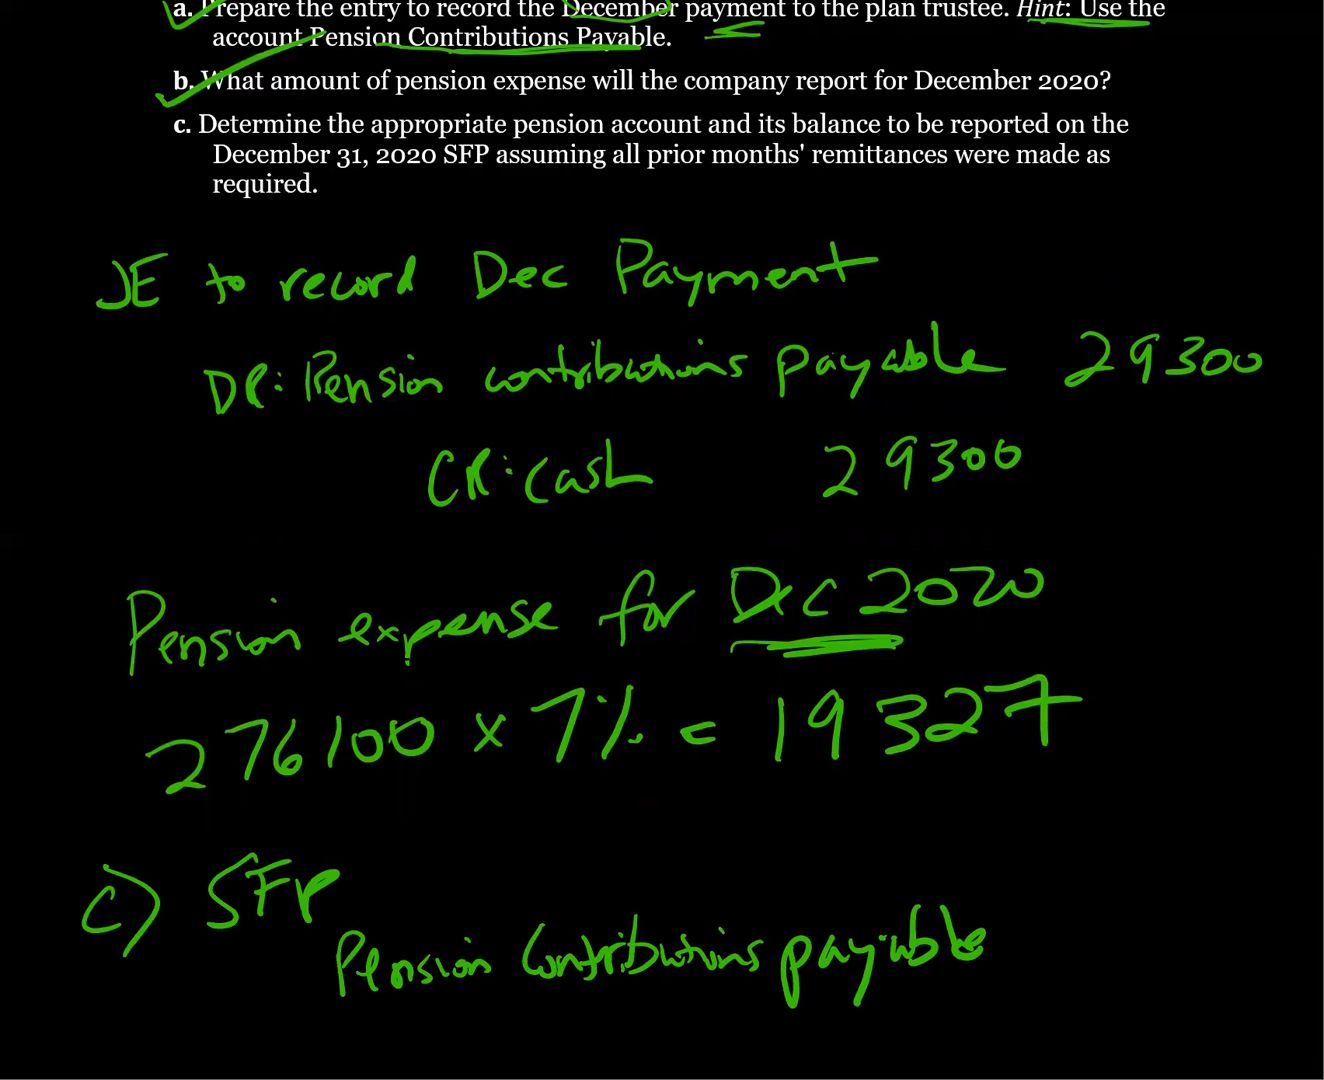 a. Prepare the entry to record the December payment to the plan trustee. Hint: Use the
account Pension Contributions Payable.
b. What amount of pension expense will the company report for December 2020?
c. Determine the appropriate pension account and its balance to be reported on the
December 31, 2020 SFP assuming all prior months' remittances were made as
required.
JE to record Dec Payment
DR: Pension contributions payable 29300
CR: Cash 29300
Pension expense for Dec 2020
276100 x 7% = 19327
c) SFP
Pension Contributions payable